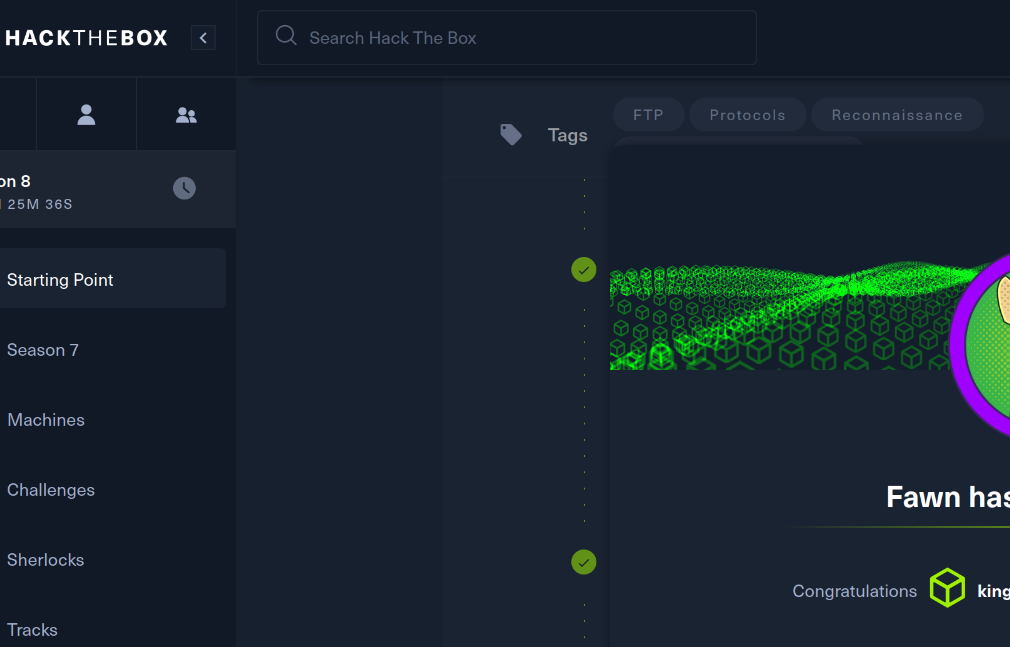 HACKTHEBOX
Search Hack The Box
FTP
Protocols
Reconnaissance
Tags
on 8
25M 36S
Starting Point
Season 7
Machines
Challenges
Sherlocks
Tracks
Fawn has
Congratulations
king